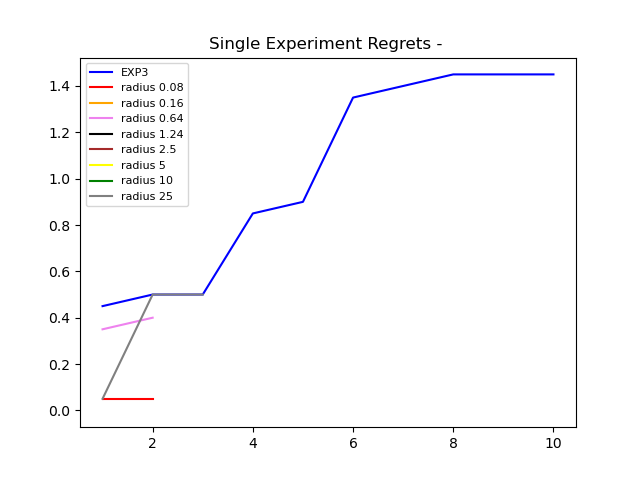 Single Experiment Regrets -
EXP3
radius 0.08
radius 0.16
radius 0.64
radius 1.24
radius 2.5
radius 5
radius 10
radius 25
1.4
1.2
1.0
0.8
0.6
0.4
0.2
0.0
2 4 6 8 10